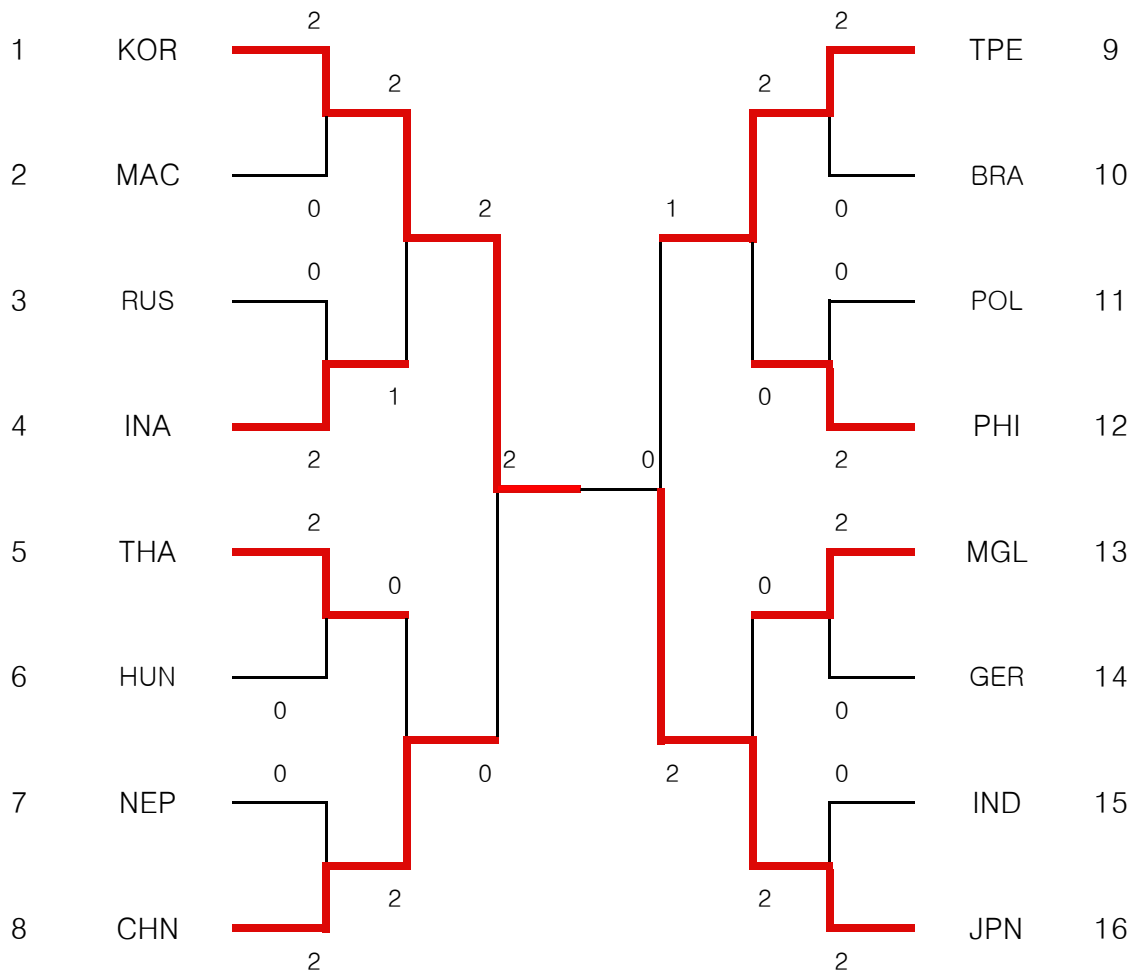 2 2
1 KOR TPE 9
2 2
2 MAC BRA 10
0 2 1 0
0 0
3 RUS POL 11
1 0
4 INA PHI 12
2 2 0 2
2 2
5 THA MGL 13
0 0
6 HUN GER 14
0 0
0 0 2 0
7 NEP IND 15
2 2
8 CHN JPN 16
2 2